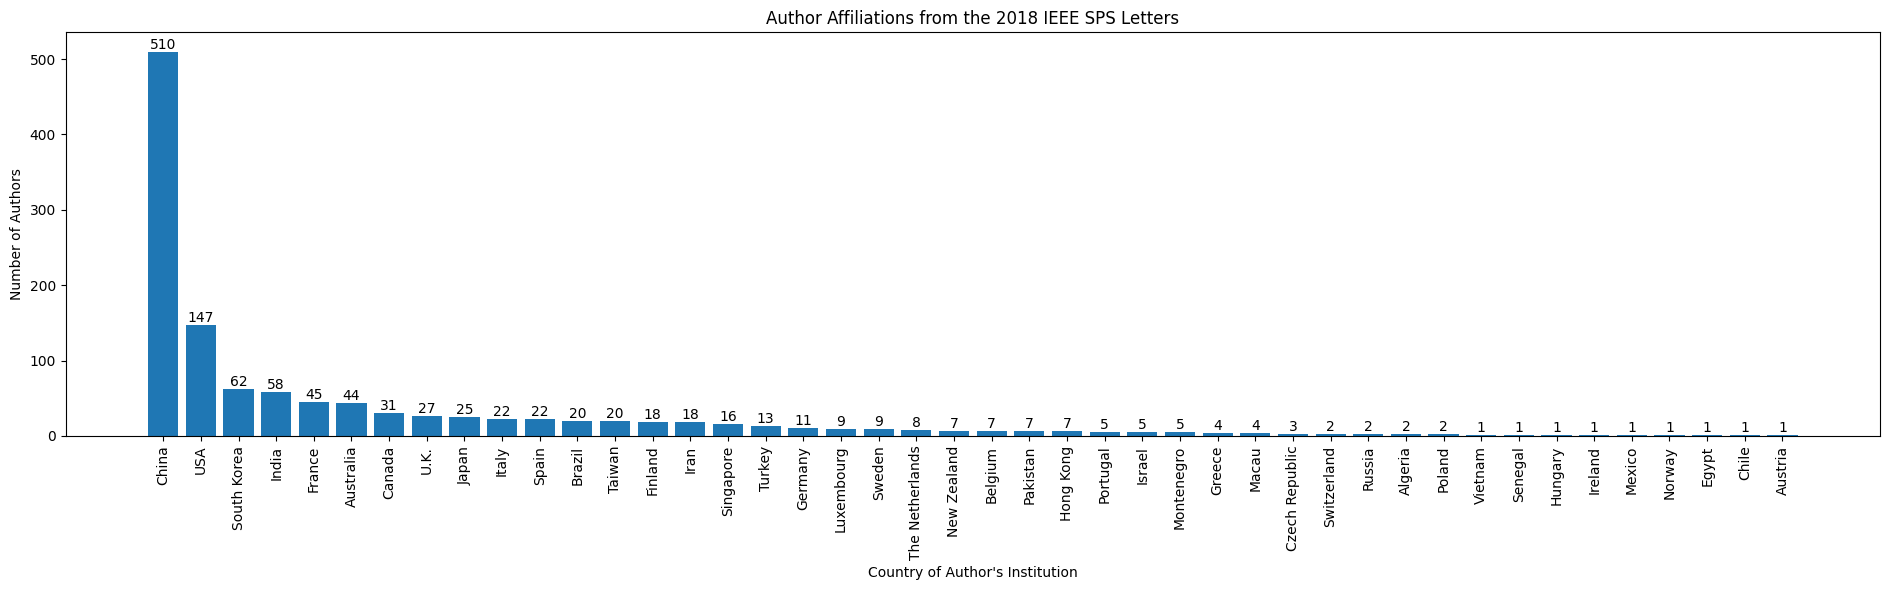 Author Affiliations from the 2018 IEEE SPS Letters
Number of Authors
500
400
300
200
100
0
510
147
62
58
45
44
31
27
25
22
22
20
20
18
18
16
13
11
9
9
8
7
7
7
7
5
5
5
4
4
3
2
2
2
2
1
1
1
1
1
1
1
1
1
China
USA
South Korea
India
France
Australia
Canada
U.K.
Japan
Italy
Spain
Brazil
Taiwan
Finland
Iran
Singapore
Turkey
Germany
Luxembourg
Sweden
The Netherlands
New Zealand
Belgium
Pakistan
Hong Kong
Portugal
Israel
Montenegro
Greece
Macau
Czech Republic
Switzerland
Russia
Algeria
Poland
Vietnam
Senegal
Hungary
Ireland
Mexico
Norway
Egypt
Chile
Austria
Country of Author's Institution